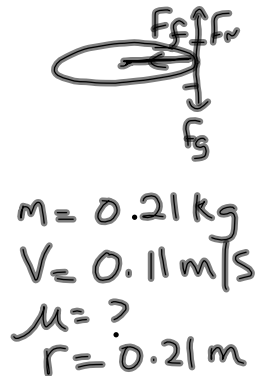 Ff FN
Fg
m = 0.21 kg
V = 0.11 m/s
μ = ?
r = 0.21 m